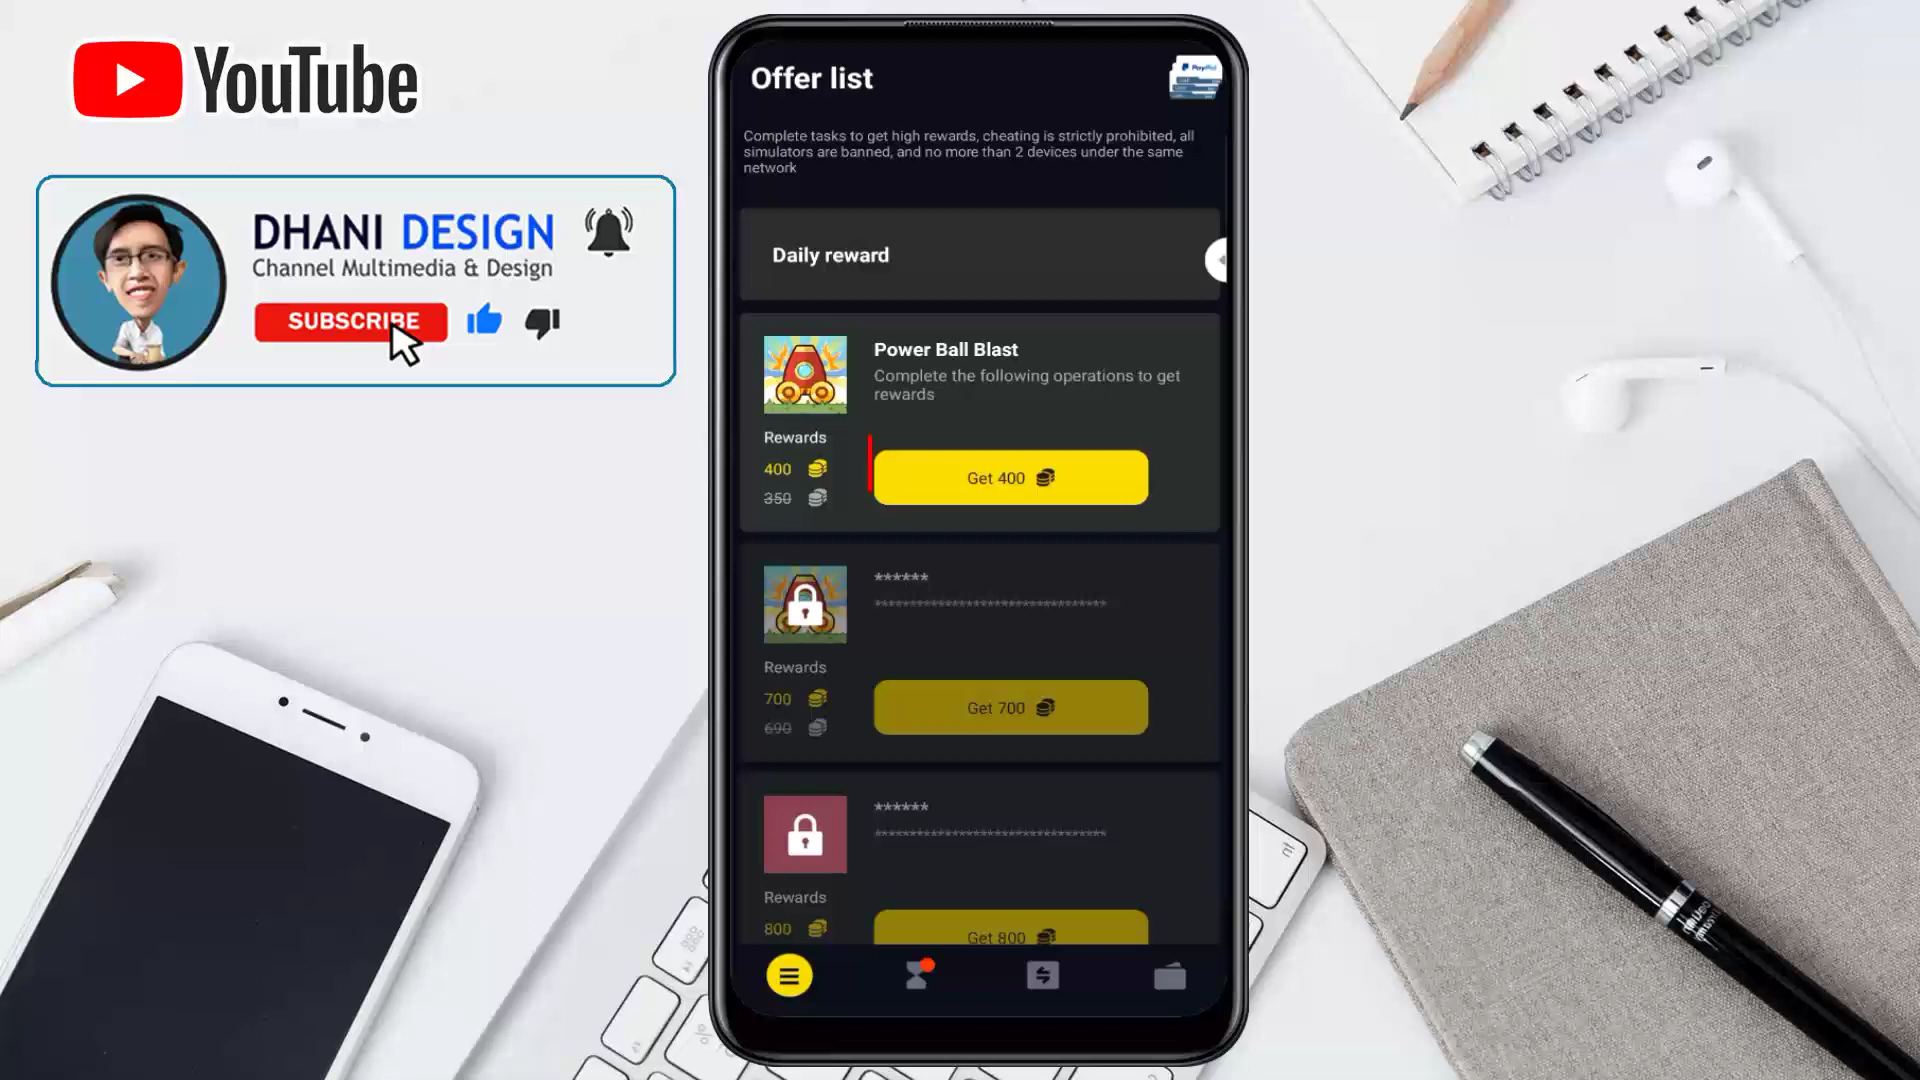 YouTube
DHANI DESIGN
Channel Multimedia & Design
SUBSCRIBE
Offer list
PayPal
Complete tasks to get high rewards, cheating is strictly prohibited, all
simulators are banned, and no more than 2 devices under the same
network
Daily reward
Power Ball Blast
Complete the following operations to get
rewards
Rewards
400
350
Get 400
******
*********************************
Rewards
700
690
Get 700
******
*********************************
Rewards
800
Get 800